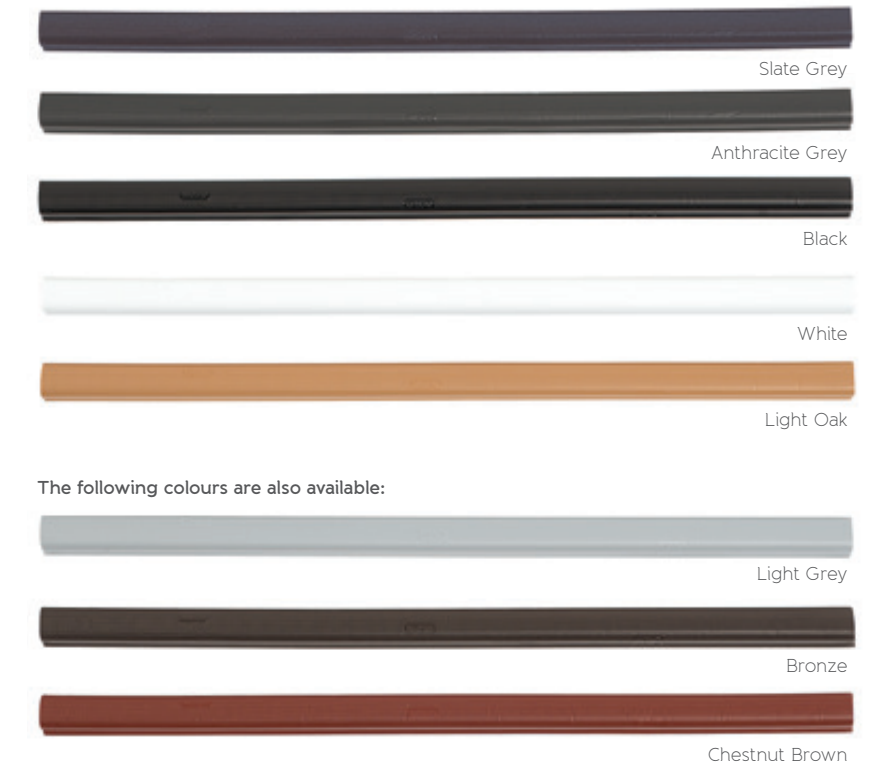 Slate Grey
Anthracite Grey
Black
White
Light Oak
The following colours are also available:
Light Grey
Bronze
Chestnut Brown